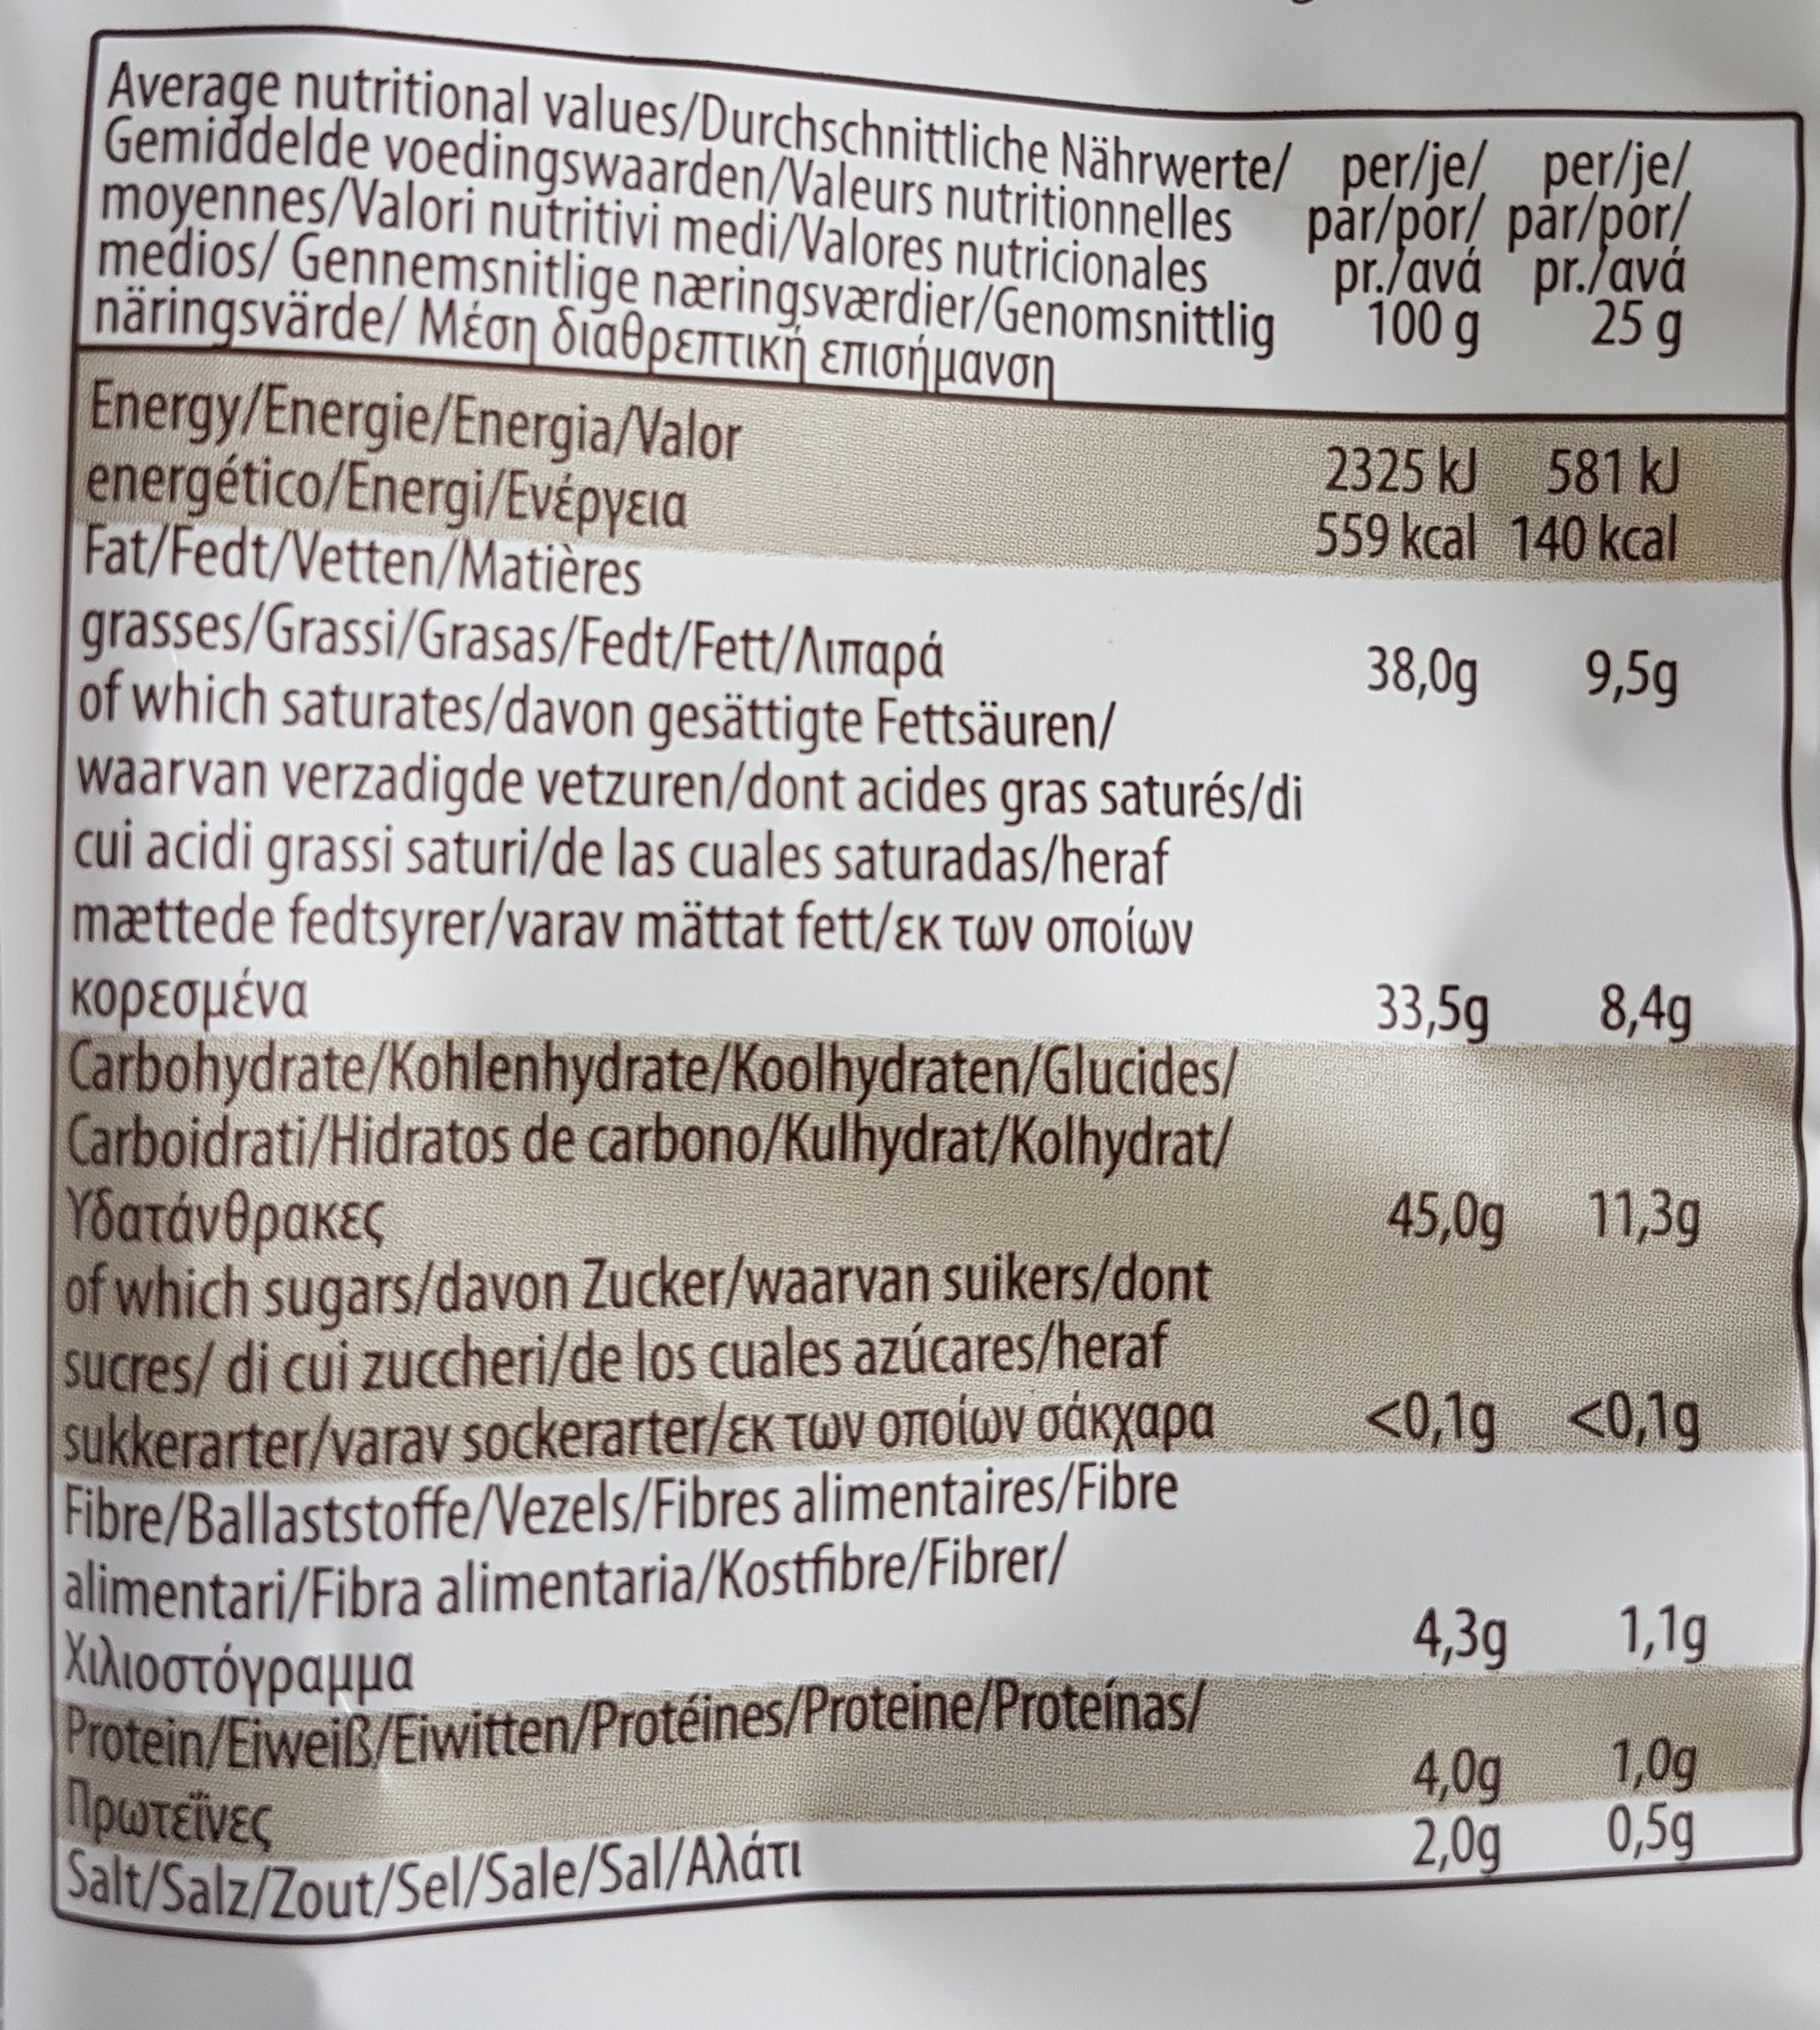 Average nutritional values/Durchschnittliche Nährwerte/ per/je/ per/je/
Gemiddelde voedingswaarden/Valeurs nutritionnelles par/por/ par/por/
moyennes/Valori nutritivi medi/Valores nutricionales pr./ανά pr./ανά
medios/ Gennemsnitlige næringsværdier/Genomsnittlig 100 g 25 g
näringsvärde/ Μέση διαθρεπτική επισήμανση
Energy/Energie/Energia/Valor 2325 kJ 581 kJ
energético/Energi/Ενέργεια 559 kcal 140 kcal
Fat/Fedt/Vetten/Matières
grasses/Grassi/Grasas/Fedt/Fett/Λιπαρά 38,0g 9,5g
of which saturates/davon gesättigte Fettsäuren/
waarvan verzadigde vetzuren/dont acides gras saturés/di
cui acidi grassi saturi/de las cuales saturadas/heraf
mættede fedtsyrer/varav mättat fett/εκ των οποίων
κορεσμένα 33,5g 8,4g
Carbohydrate/Kohlenhydrate/Koolhydraten/Glucides/
Carboidrati/Hidratos de carbono/Kulhydrat/Kolhydrat/
Υδατάνθρακες 45,0g 11,3g
of which sugars/davon Zucker/waarvan suikers/dont
sucres/ di cui zuccheri/de los cuales azúcares/heraf
sukkerarter/varav sockerarter/εκ των οποίων σάκχαρα <0,1g <0,1g
Fibre/Ballaststoffe/Vezels/Fibres alimentaires/Fibre
alimentari/Fibra alimentaria/Kostfibre/Fibrer/
Χιλιοστόγραμμα 4,3g 1,1g
Protein/Eiweiß/Eiwitten/Protéines/Proteine/Proteínas/
Πρωτεΐνες 4,0g 1,0g
Salt/Salz/Zout/Sel/Sale/Sal/Αλάτι 2,0g 0,5g